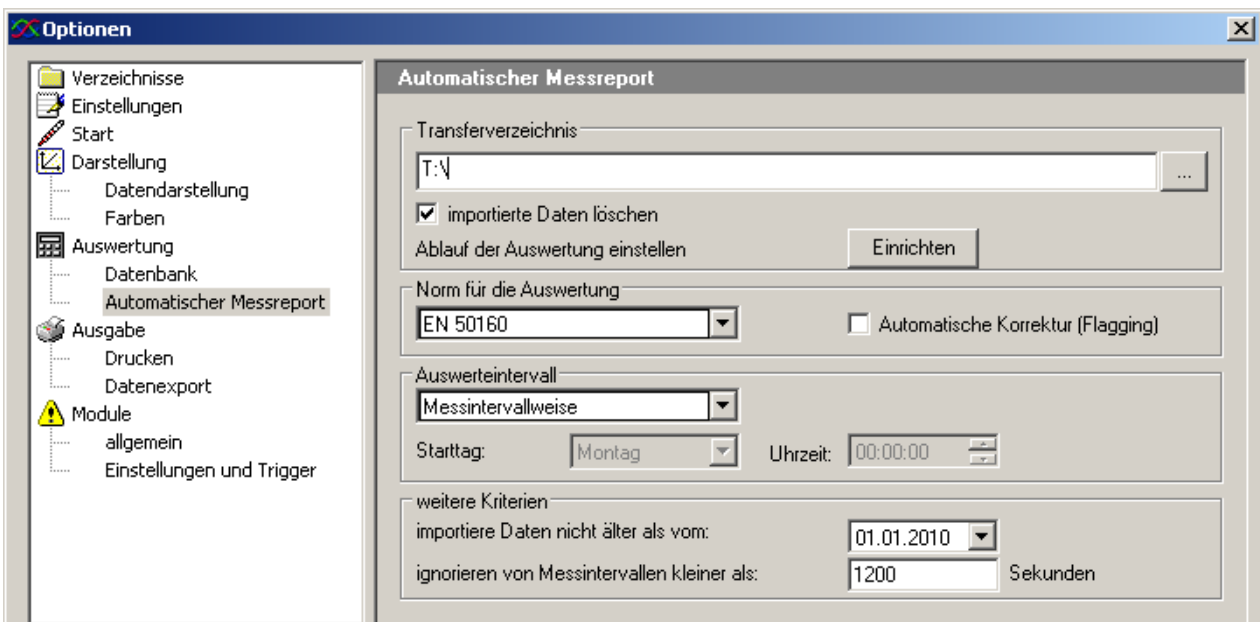 Optionen
Verzeichnisse
Einstellungen
Start
Darstellung
Datendarstellung
Farben
Auswertung
Datenbank
Automatischer Messreport
Ausgabe
Drucken
Datenexport
Module
allgemein
Einstellungen und Trigger
Automatischer Messreport
Transferverzeichnis
T:\
...
importierte Daten löschen
Ablauf der Auswertung einstellen
Einrichten
Norm für die Auswertung
EN 50160
Automatische Korrektur (Flagging)
Auswerteintervall
Messintervallweise
Starttag: Montag Uhrzeit: 00:00:00
weitere Kriterien
importiere Daten nicht älter als vom: 01.01.2010
ignorieren von Messintervallen kleiner als: 1200 Sekunden